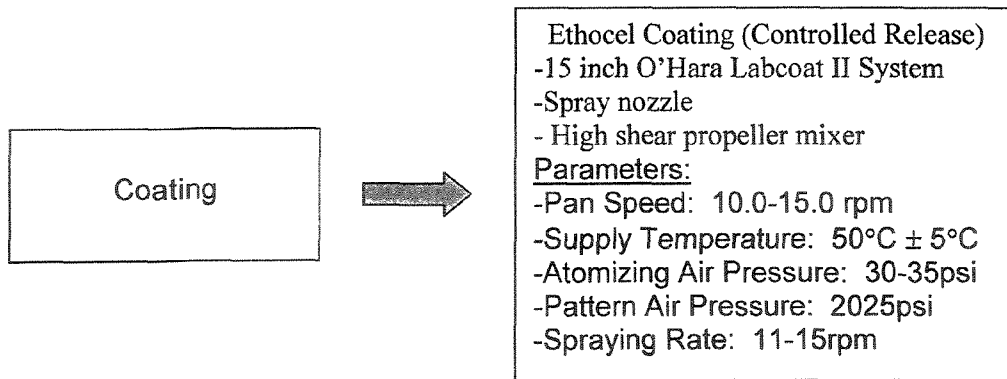 Coating
Ethocel Coating (Controlled Release)
-15 inch O'Hara Labcoat II System
-Spray nozzle
- High shear propeller mixer
Parameters:
-Pan Speed: 10.0-15.0 rpm
-Supply Temperature: 50°C ± 5°C
-Atomizing Air Pressure: 30-35psi
-Pattern Air Pressure: 2025psi
-Spraying Rate: 11-15rpm